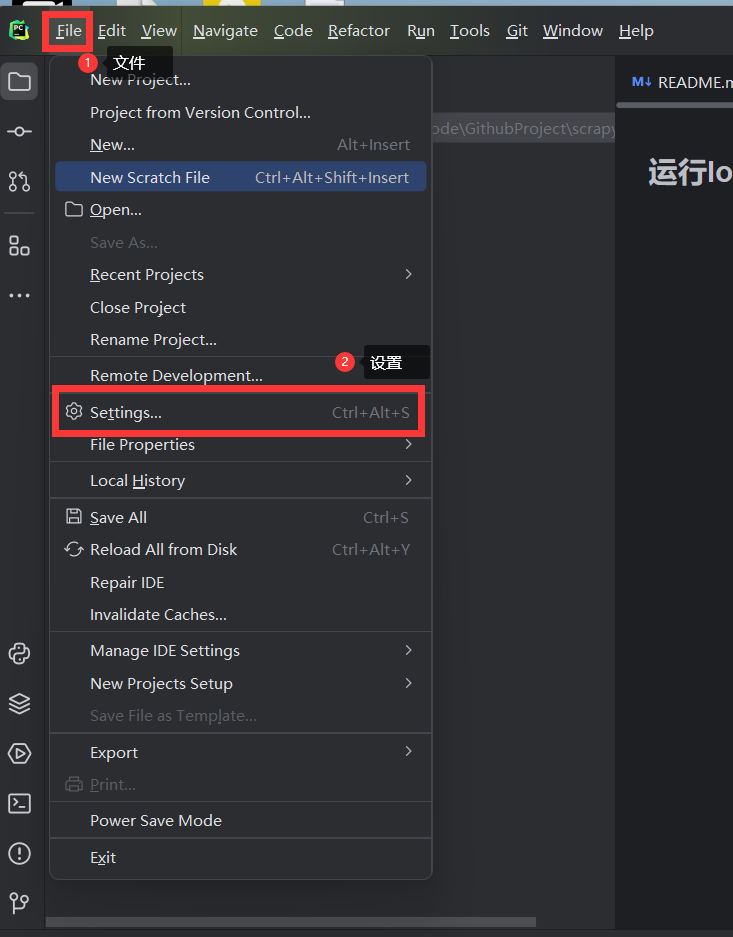 PC File Edit View Navigate Code Refactor Run Tools Git Window Help
1 文件
New Project...
M↓ README.m
Project from Version Control...
ode\GithubProject\scrapy
New... Alt+Insert
运行lo
New Scratch File Ctrl+Alt+Shift+Insert
Open...
Save As...
Recent Projects
Close Project
Rename Project...
2 设置
Remote Development...
Settings... Ctrl+Alt+S
File Properties
Local History
Save All Ctrl+S
Reload All from Disk Ctrl+Alt+Y
Repair IDE
Invalidate Caches...
Manage IDE Settings
New Projects Setup
Save File as Template...
Export
Print...
Power Save Mode
Exit